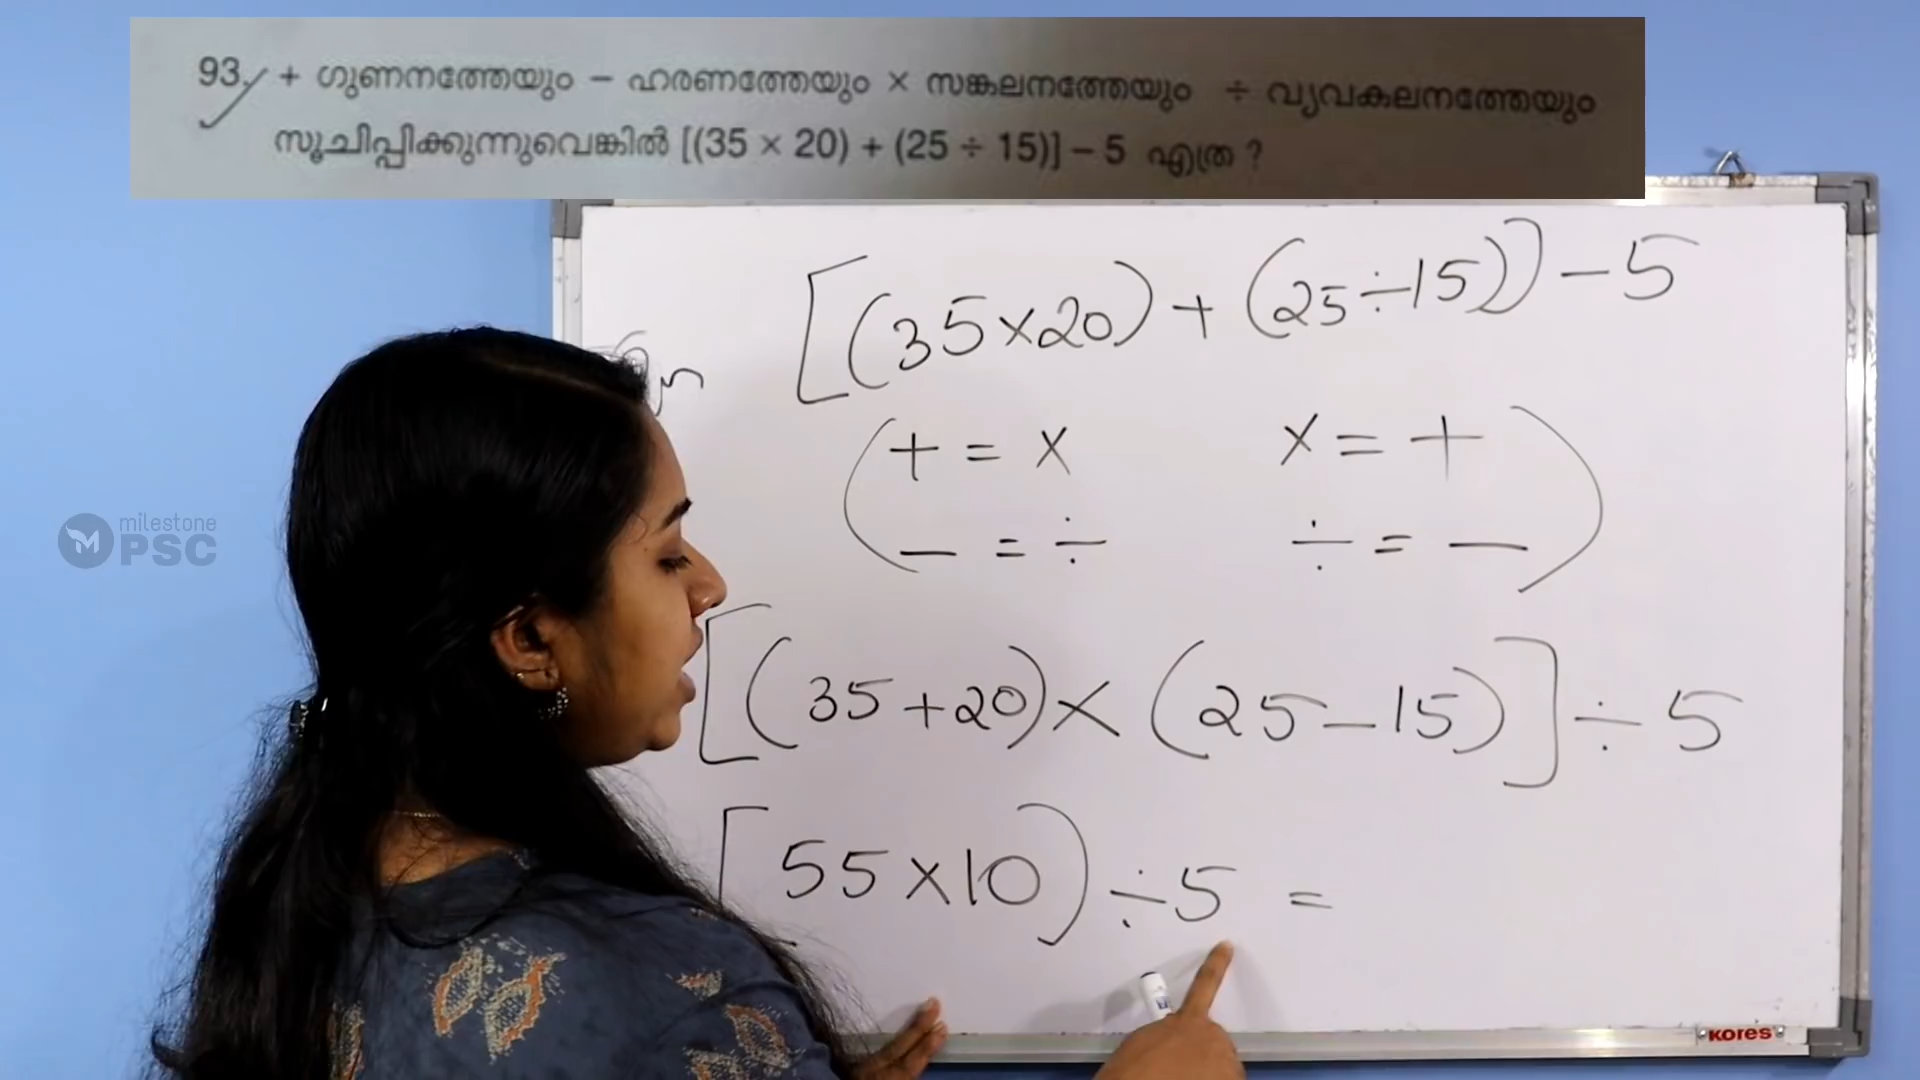 93. + ഗുണനത്തേയും − ഹരണത്തേയും × സങ്കലനത്തേയും ÷ വ്യവകലനത്തേയും
സൂചിപ്പിക്കുന്നുവെങ്കിൽ [(35 × 20) + (25 ÷ 15)] − 5 എത്ര ?
[(35×20) + (25÷15)] − 5
(+ = × × = +
− = ÷ ÷ = −)
[(35+20) × (25−15)] ÷ 5
[55×10) ÷5 =
milestone
PSC
KORES